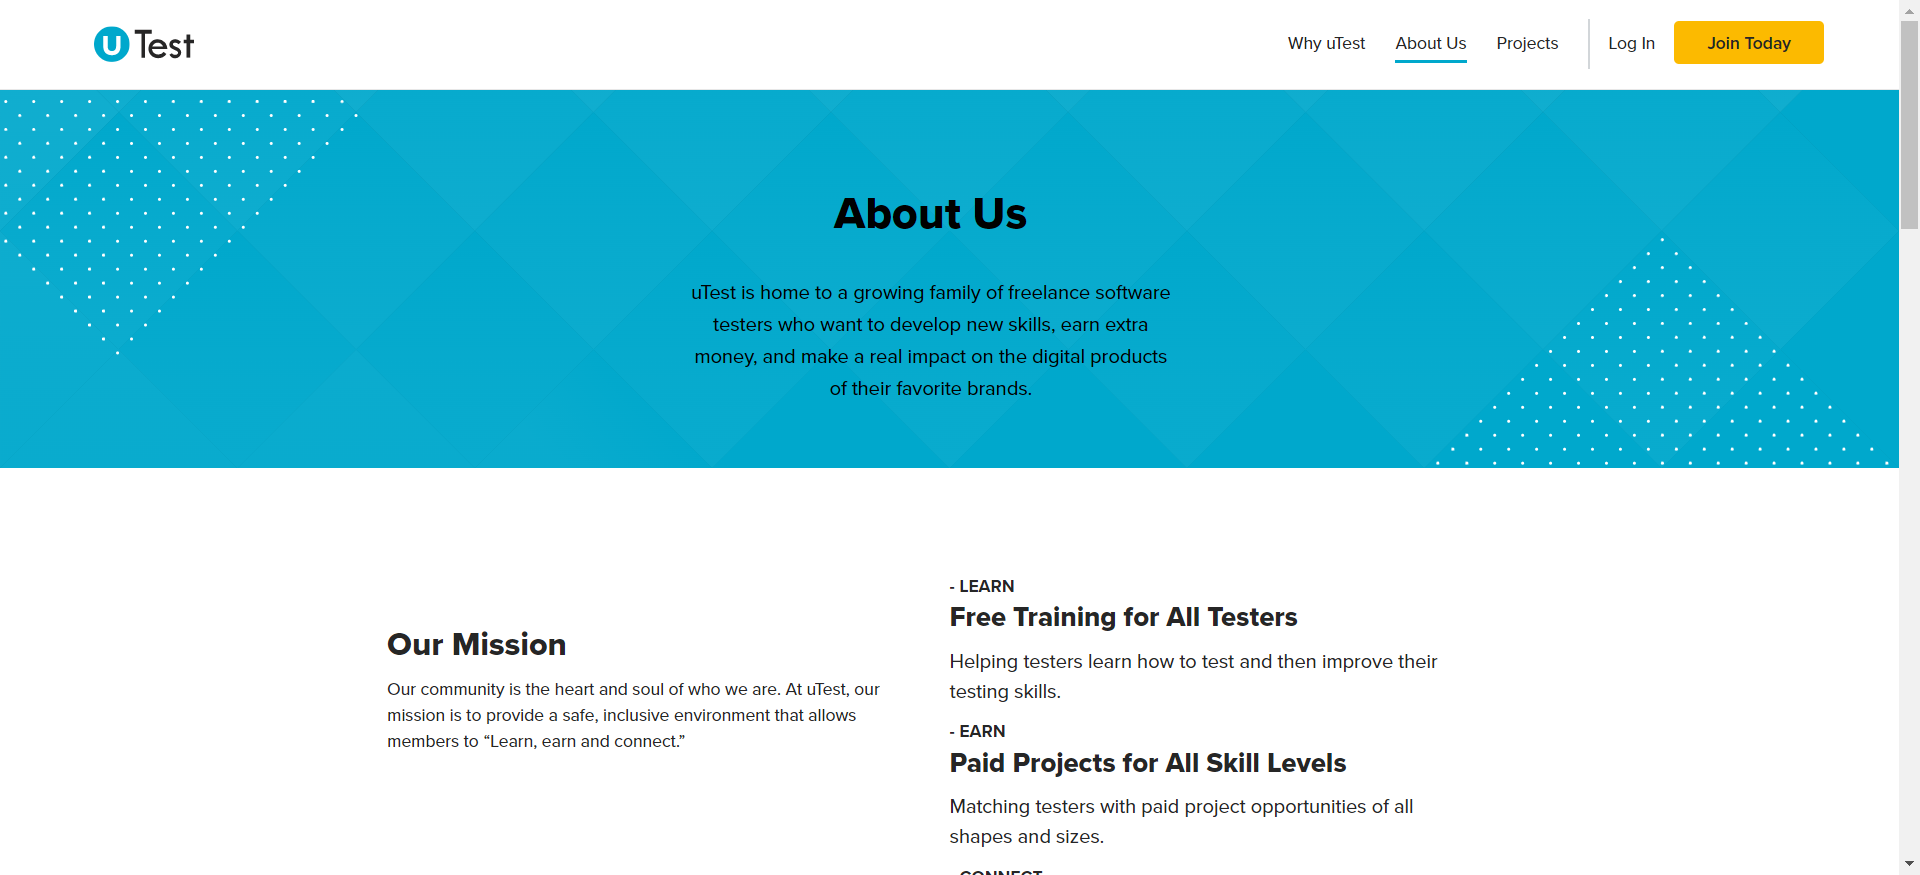 uTest
Why uTest
About Us
Projects
Log In
Join Today
About Us
uTest is home to a growing family of freelance software
testers who want to develop new skills, earn extra
money, and make a real impact on the digital products
of their favorite brands.
Our Mission
Our community is the heart and soul of who we are. At uTest, our
mission is to provide a safe, inclusive environment that allows
members to “Learn, earn and connect.”
- LEARN
Free Training for All Testers
Helping testers learn how to test and then improve their
testing skills.
- EARN
Paid Projects for All Skill Levels
Matching testers with paid project opportunities of all
shapes and sizes.
- CONNECT